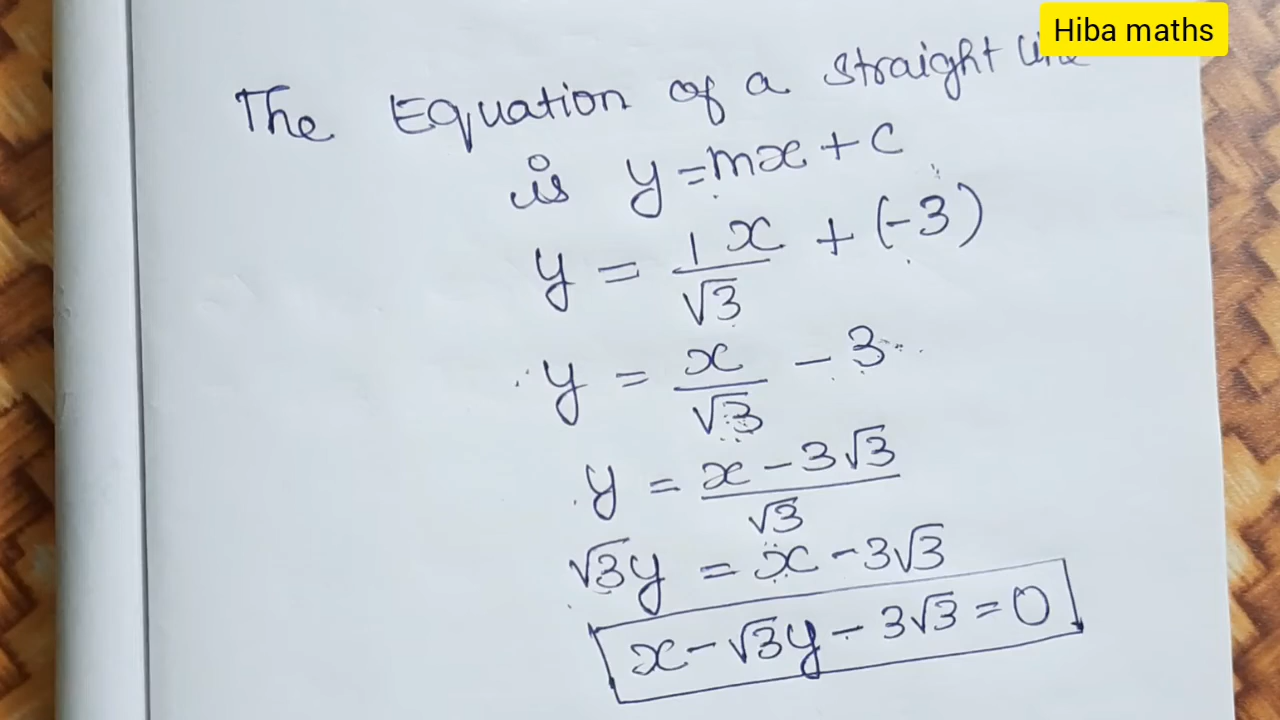 Hiba maths
The Equation of a straight
is y = mx + c
y = 1/√3 x + (-3)
y = x/√3 - 3
y = (x - 3√3)/√3
√3y = x - 3√3
x - √3y - 3√3 = 0